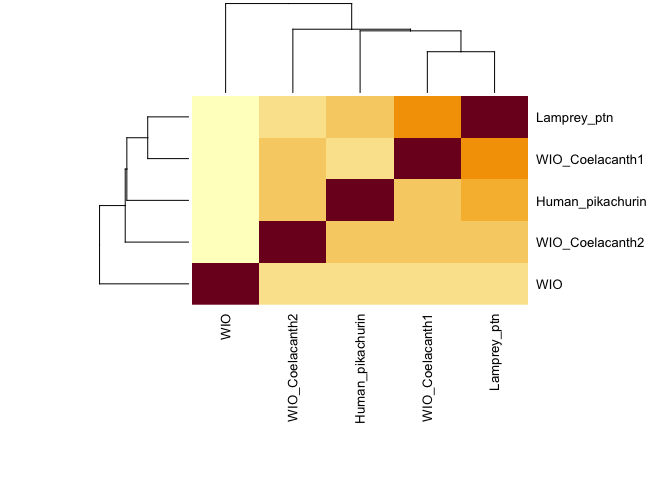 Lamprey_ptn
WIO_Coelacanth1
Human_pikachurin
WIO_Coelacanth2
WIO
WIO
WIO_Coelacanth2
Human_pikachurin
WIO_Coelacanth1
Lamprey_ptn